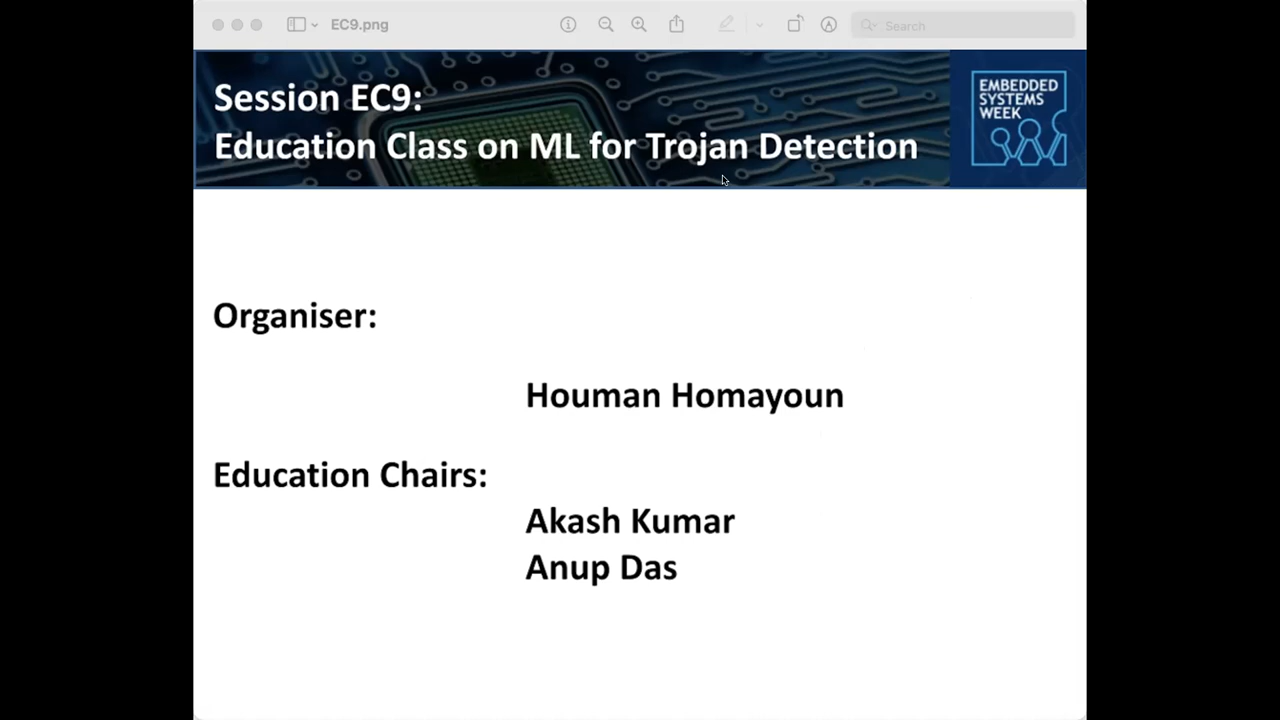 EC9.png
Search
Session EC9:
Education Class on ML for Trojan Detection
EMBEDDED
SYSTEMS
WEEK
Organiser:
Houman Homayoun
Education Chairs:
Akash Kumar
Anup Das